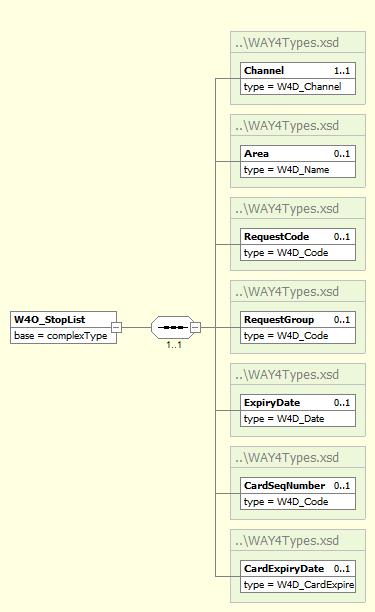 ..\WAY4Types.xsd
Channel 1..1
type = W4D_Channel
..\WAY4Types.xsd
Area 0..1
type = W4D_Name
..\WAY4Types.xsd
RequestCode 0..1
type = W4D_Code
W4O_StopList
base = complexType
1..1
..\WAY4Types.xsd
RequestGroup 0..1
type = W4D_Code
..\WAY4Types.xsd
ExpiryDate 0..1
type = W4D_Date
..\WAY4Types.xsd
CardSeqNumber 0..1
type = W4D_Code
..\WAY4Types.xsd
CardExpiryDate 0..1
type = W4D_CardExpire